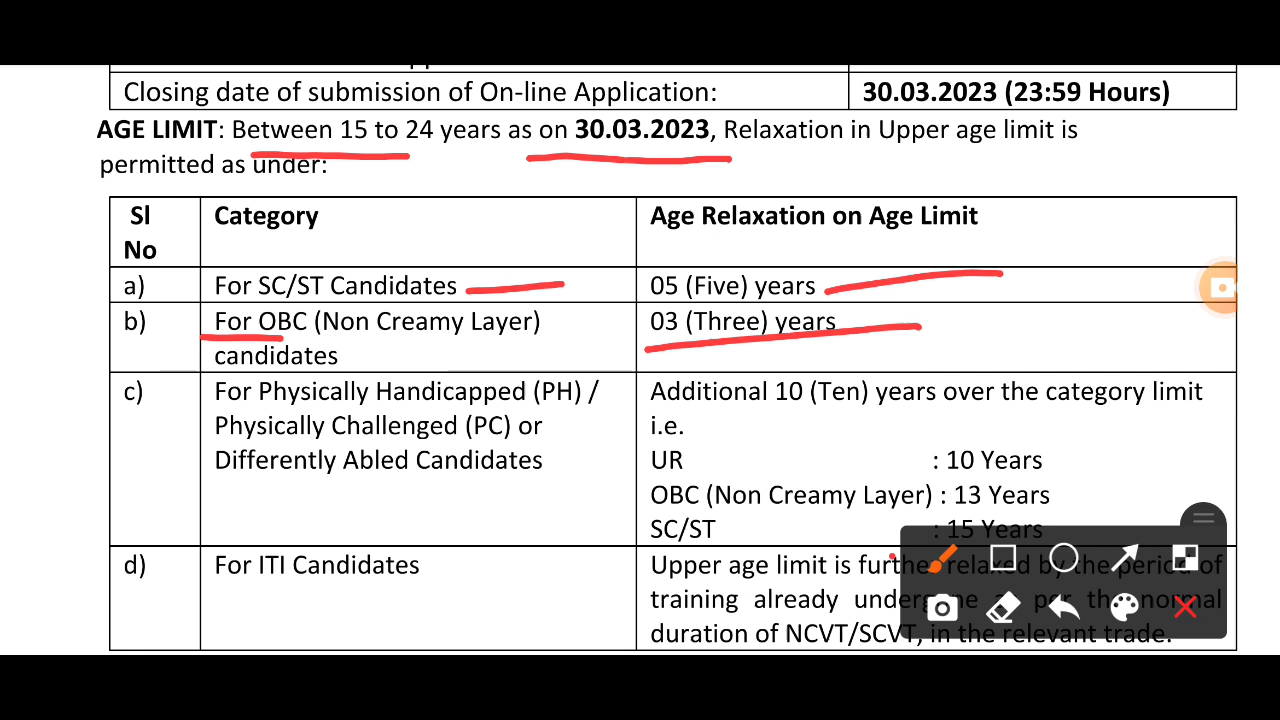 Closing date of submission of On-line Application: 30.03.2023 (23:59 Hours)
AGE LIMIT: Between 15 to 24 years as on 30.03.2023, Relaxation in Upper age limit is
permitted as under:
Sl No Category Age Relaxation on Age Limit
a) For SC/ST Candidates 05 (Five) years
b) For OBC (Non Creamy Layer) candidates 03 (Three) years
c) For Physically Handicapped (PH) /
Physically Challenged (PC) or
Differently Abled Candidates
Additional 10 (Ten) years over the category limit
i.e.
UR : 10 Years
OBC (Non Creamy Layer) : 13 Years
SC/ST : 15 Years
d) For ITI Candidates
Upper age limit is further relaxed by the period of
training already undergone as per the normal
duration of NCVT/SCVT, in the relevant trade.